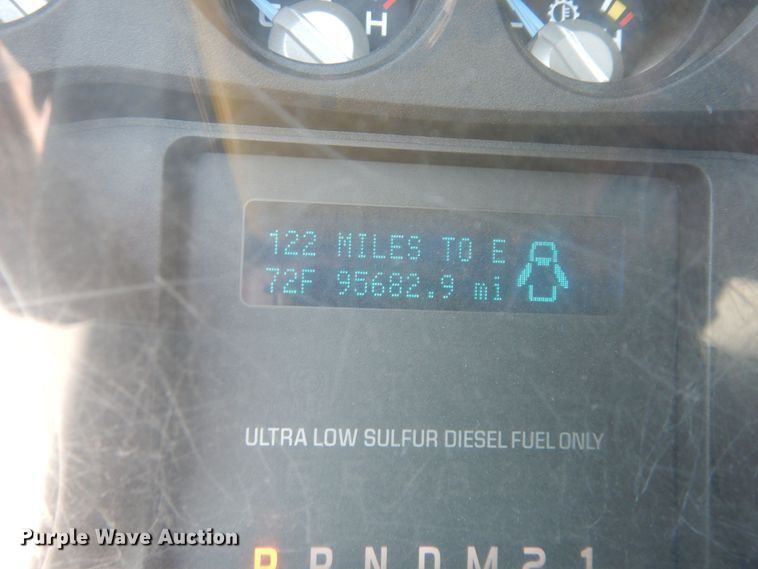 C H
H
122 MILES TO E
72F 95682.9 mi
ULTRA LOW SULFUR DIESEL FUEL ONLY
P R N D M 2 1
Purple Wave Auction